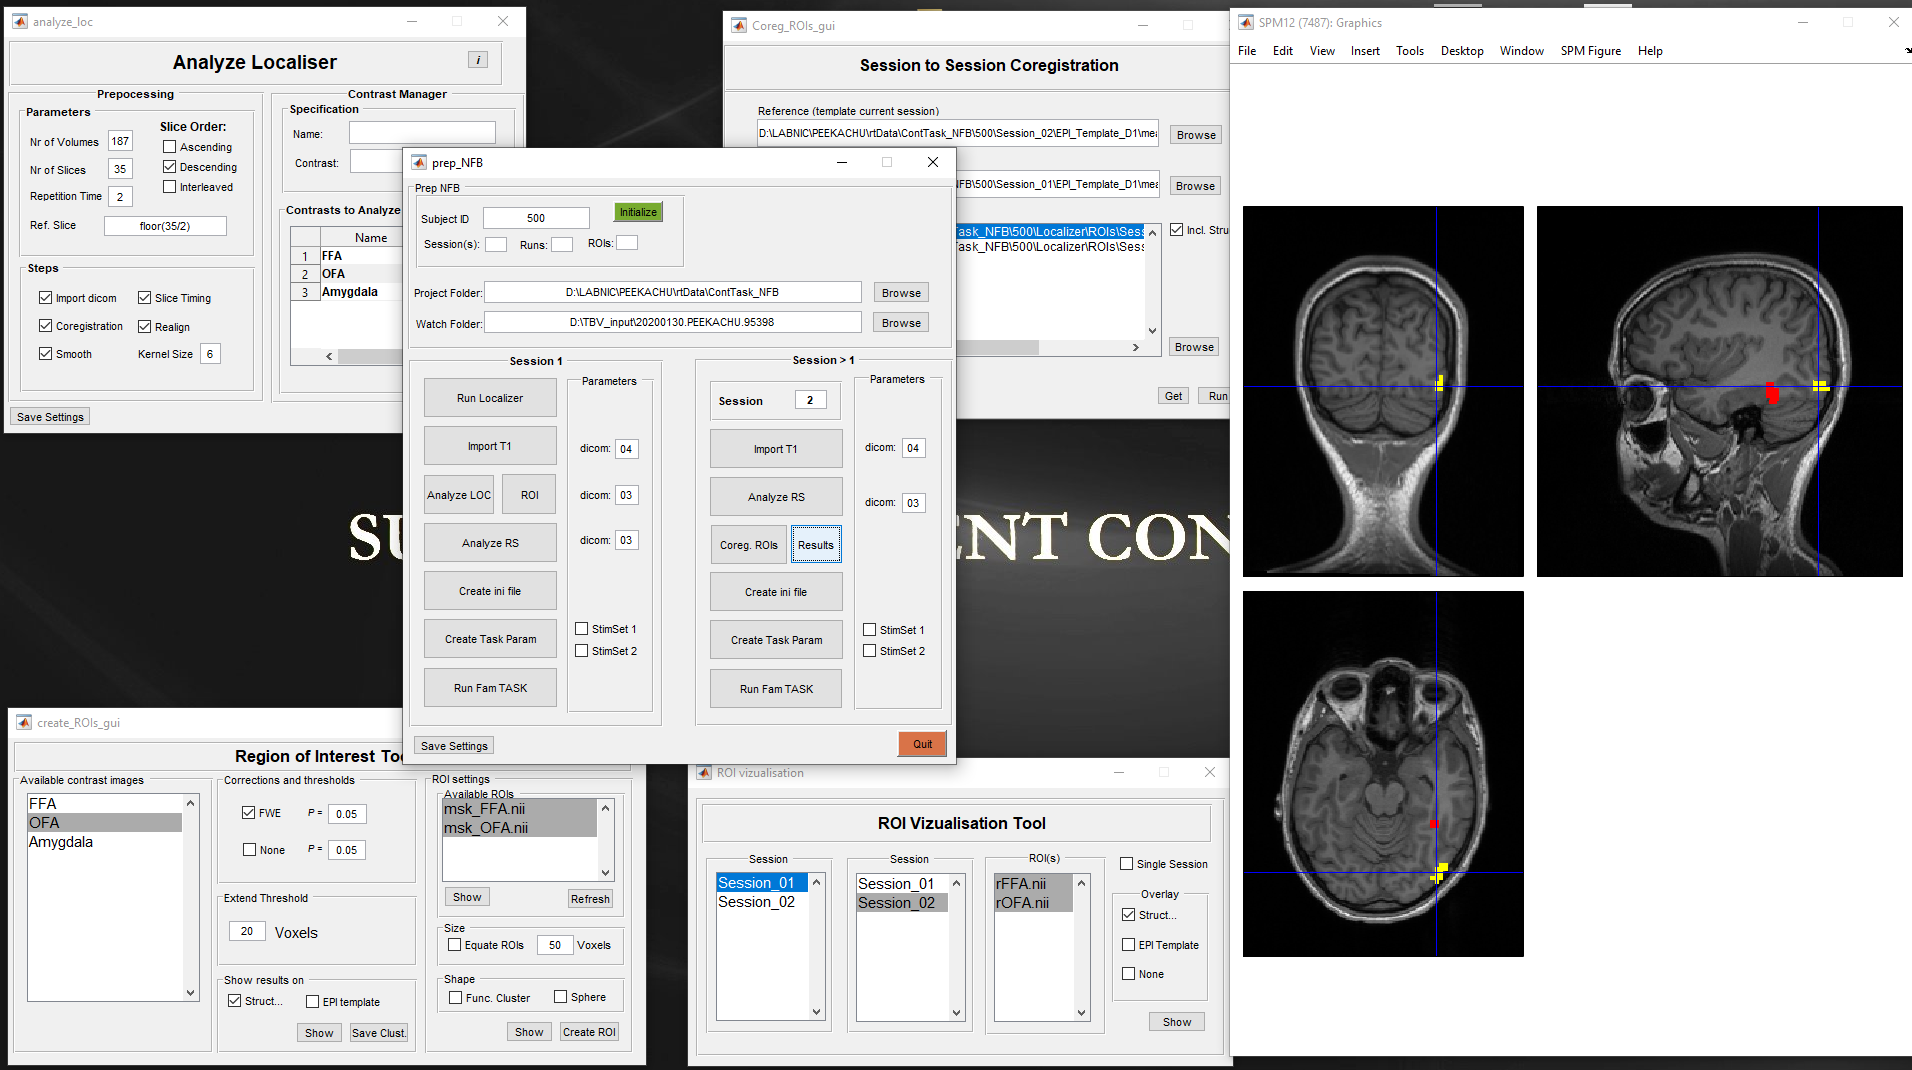 analyze_loc
Analyze Localiser
i
Prepocessing
Parameters
Nr of Volumes 187
Nr of Slices 35
Repetition Time 2
Ref. Slice floor(35/2)
Slice Order:
Ascending
Descending
Interleaved
Steps
Import dicom
Slice Timing
Coregistration
Realign
Smooth
Kernel Size 6
Save Settings
Contrast Manager
Specification
Name:
Contrast:
Contrasts to Analyze
Name
1 FFA
2 OFA
3 Amygdala
Coreg_ROIs_gui
Session to Session Coregistration
Reference (template current session)
D:\LABNIC\PEEKACHU\rtData\ContTask_NFB\500\Session_02\EPI_Template_D1\mea
Browse
NFB\500\Session_01\EPI_Template_D1\mea
Browse
Task_NFB\500\Localizer\ROIs\Sess
Task_NFB\500\Localizer\ROIs\Sess
Incl. Stru
Browse
Get
Run
prep_NFB
Prep NFB
Subject ID 500
Initialize
Session(s):
Runs:
ROIs:
Project Folder: D:\LABNIC\PEEKACHU\rtData\ContTask_NFB Browse
Watch Folder: D:\TBV_input\20200130.PEEKACHU.95398 Browse
Session 1
Run Localizer
Import T1
Analyze LOC
ROI
Analyze RS
Create ini file
Create Task Param
Run Fam TASK
Parameters
dicom: 04
dicom: 03
dicom: 03
StimSet 1
StimSet 2
Session > 1
Session 2
Import T1
Analyze RS
Coreg. ROIs
Results
Create ini file
Create Task Param
Run Fam TASK
Parameters
dicom: 04
dicom: 03
StimSet 1
StimSet 2
Save Settings
Quit
SPM12 (7487): Graphics
File Edit View Insert Tools Desktop Window SPM Figure Help
create_ROIs_gui
Region of Interest
Available contrast images
FFA
OFA
Amygdala
Corrections and thresholds
FWE P = 0.05
None P = 0.05
Extend Threshold
20 Voxels
Show results on
Struct...
EPI template
Show
Save Clust.
ROI settings
Available ROIs
msk_FFA.nii
msk_OFA.nii
Show
Refresh
Size
Equate ROIs 50 Voxels
Shape
Func. Cluster
Sphere
Show
Create ROI
ROI vizualisation
ROI Vizualisation Tool
Session
Session_01
Session_02
Session
Session_01
Session_02
ROI(s)
rFFA.nii
rOFA.nii
Single Session
Overlay
Struct...
EPI Template
None
Show
ENT CON